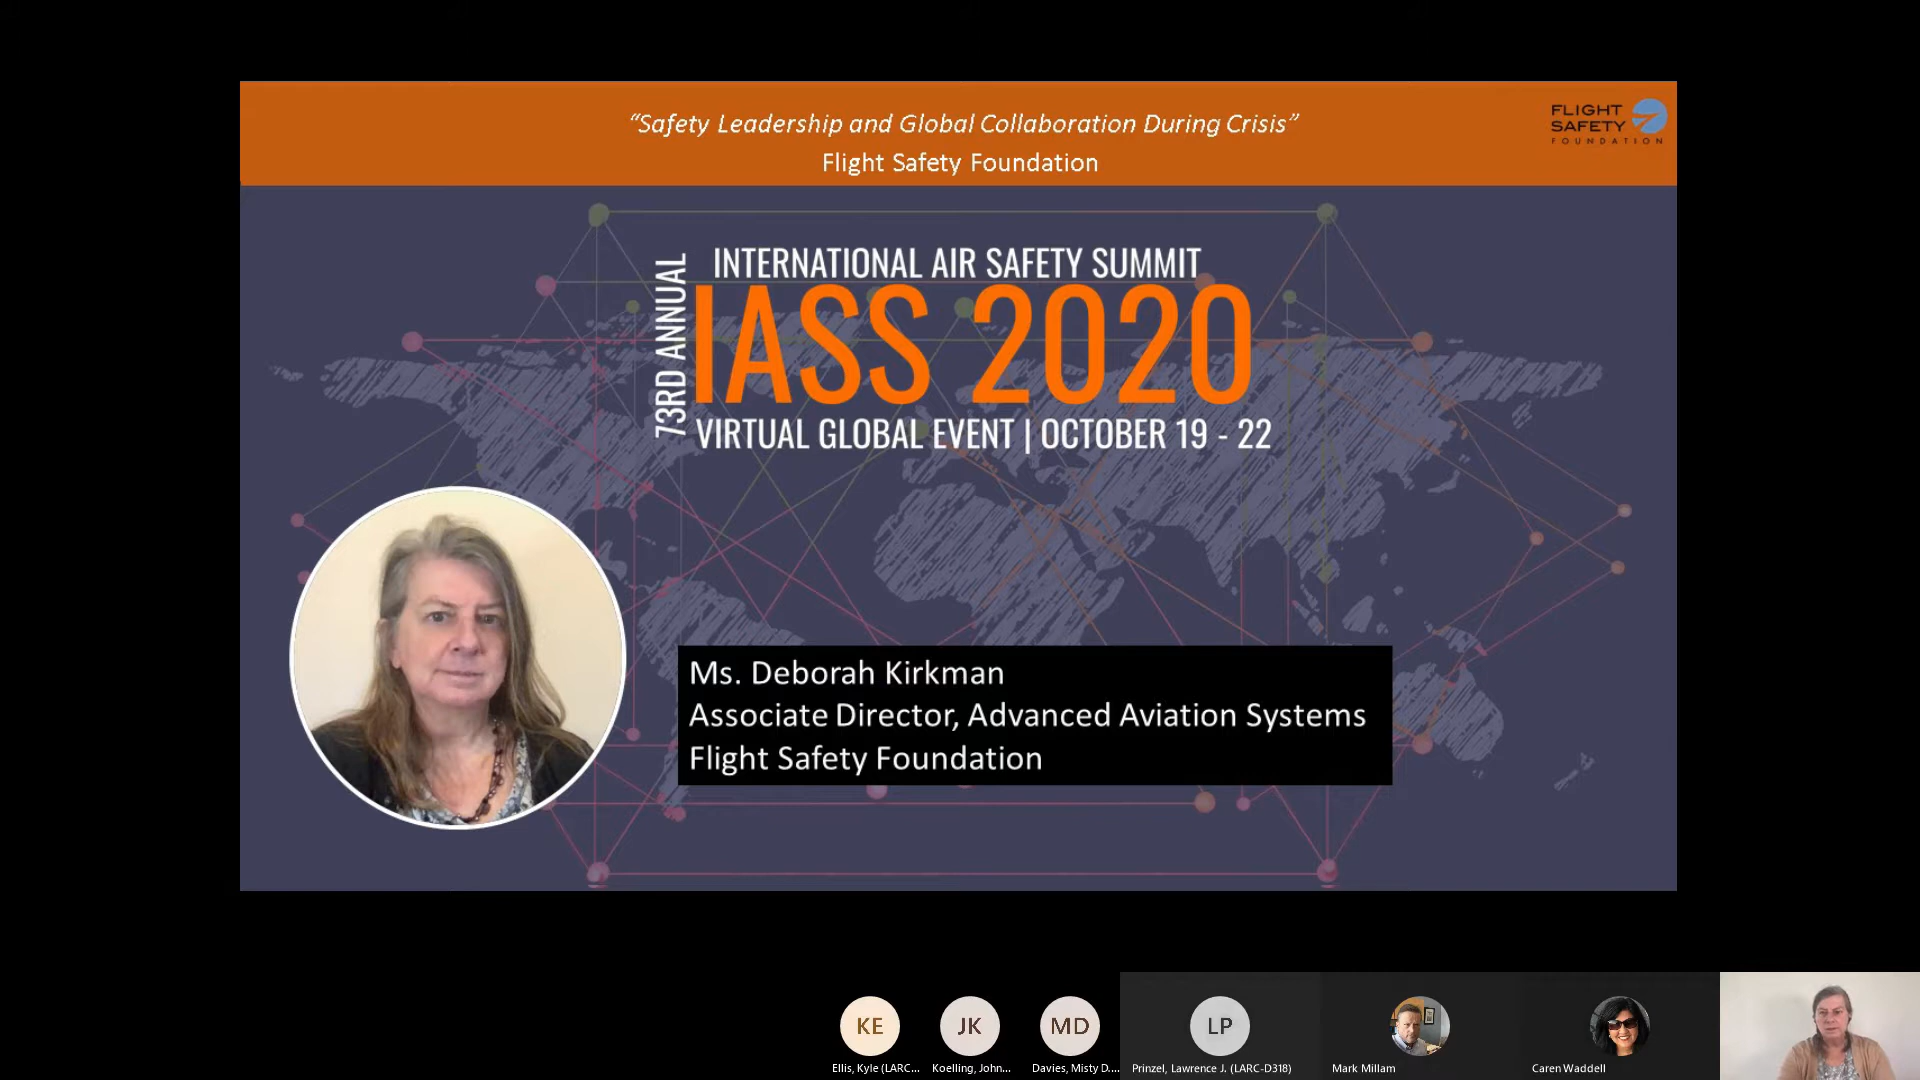 “Safety Leadership and Global Collaboration During Crisis”
Flight Safety Foundation
FLIGHT
SAFETY
FOUNDATION
73RD ANNUAL
INTERNATIONAL AIR SAFETY SUMMIT
IASS 2020
VIRTUAL GLOBAL EVENT | OCTOBER 19 - 22
Ms. Deborah Kirkman
Associate Director, Advanced Aviation Systems
Flight Safety Foundation
KE
JK
MD
LP
Ellis, Kyle (LARC...
Koelling, John...
Davies, Misty D....
Prinzel, Lawrence J. (LARC-D318)
Mark Millam
Caren Waddell